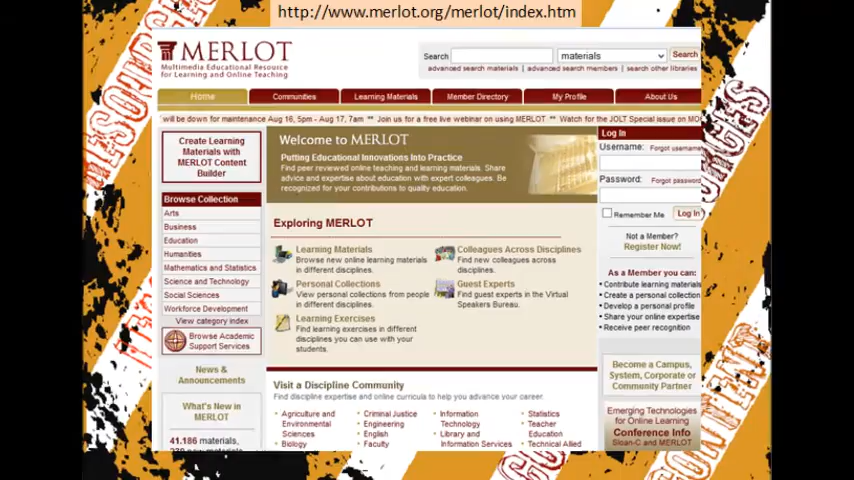 http://www.merlot.org/merlot/index.htm
MERLOT
Multimedia Educational Resource
for Learning and Online Teaching
Search
materials
Search
advanced search materials | advanced search members | search other libraries
Home
Communities
Learning Materials
Member Directory
My Profile
About Us
will be down for maintenance Aug 16, 5pm - Aug 17, 7am ** Join us for a free live webinar on using MERLOT ** Watch for the JOLT Special issue on MO
Create Learning
Materials with
MERLOT Content
Builder
Browse Collection
Arts
Business
Education
Humanities
Mathematics and Statistics
Science and Technology
Social Sciences
Workforce Development
View category index
Browse Academic
Support Services
News &
Announcements
What's New in
MERLOT
41,186 materials,
Welcome to MERLOT
Putting Educational Innovations Into Practice
Find peer reviewed online teaching and learning materials. Share
advice and expertise about education with expert colleagues. Be
recognized for your contributions to quality education.
Exploring MERLOT
Learning Materials
Browse new online learning materials
in different disciplines.
Personal Collections
View personal collections from people
in different disciplines.
Learning Exercises
Find learning exercises in different
disciplines you can use with your
students.
Colleagues Across Disciplines
Find new colleagues across
disciplines.
Guest Experts
Find guest experts in the Virtual
Speakers Bureau.
Visit a Discipline Community
Find discipline expertise and online curricula to help you advance your career.
Agriculture and
Environmental
Sciences
Biology
Criminal Justice
Engineering
English
Faculty
Information
Technology
Library and
Information Services
Statistics
Teacher
Education
Technical Allied
Log In
Username: Forgot username
Password: Forgot password
Remember Me
Log In
Not a Member?
Register Now!
As a Member you can:
Contribute learning materials
Create a personal collection
Develop a personal profile
Share your online expertise
Receive peer recognition
Become a Campus,
System, Corporate or
Community Partner
Emerging Technologies
for Online Learning
Conference Info
Sloan-C and MERLOT